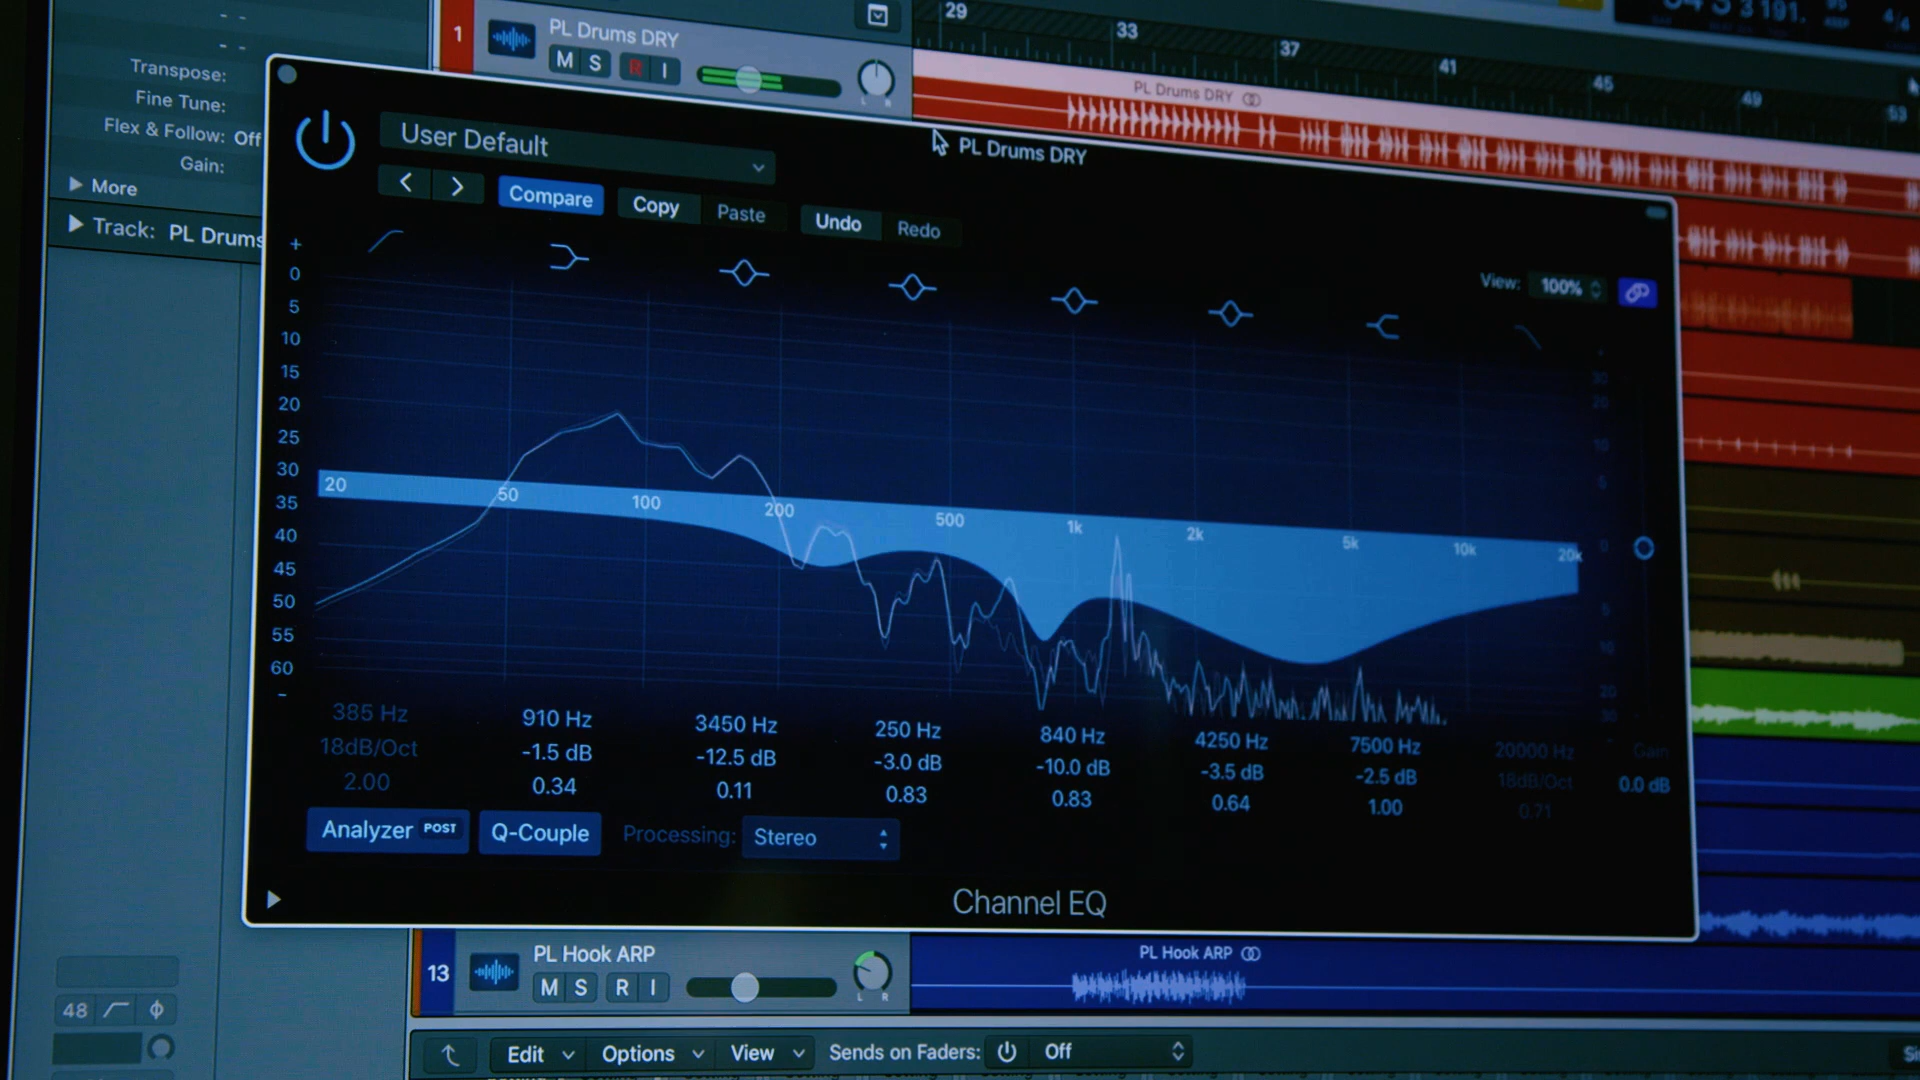 Transpose:
Fine Tune:
Flex & Follow: Off
Gain:
More
Track: PL Drums
1
PL Drums DRY
M S R I
L R
29 33 37 41 45 49 53
PL Drums DRY
PL Drums DRY
User Default
Compare Copy Paste Undo Redo
View: 100%
+
0
5
10
15
20
25
30
35
40
45
50
55
60
-
20 50 100 200 500 1k 2k 5k 10k 20k
385 Hz 910 Hz 3450 Hz 250 Hz 840 Hz 4250 Hz 7500 Hz 20000 Hz Gain
18dB/Oct -1.5 dB -12.5 dB -3.0 dB -10.0 dB -3.5 dB -2.5 dB 18dB/Oct 0.0 dB
2.00 0.34 0.11 0.83 0.83 0.64 1.00 0.71
Analyzer POST Q-Couple Processing: Stereo
Channel EQ
13
PL Hook ARP
M S R I
L R
PL Hook ARP
48
Edit Options View Sends on Faders: Off